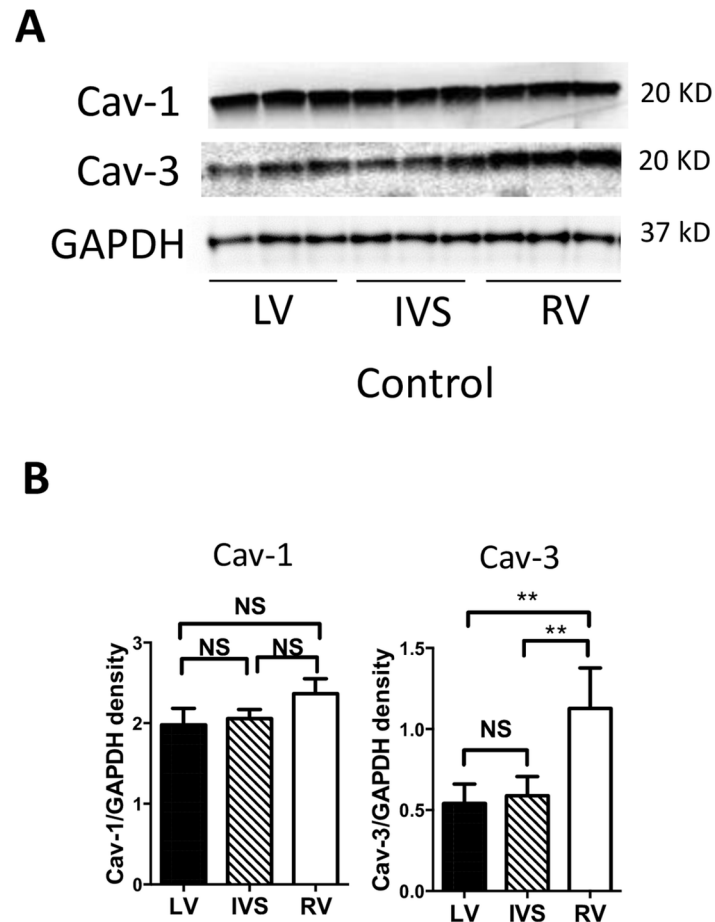 A
Cav-1 20 KD
Cav-3 20 KD
GAPDH 37 kD
LV IVS RV
Control
B
Cav-1
NS
NS NS
Cav-1/GAPDH density
3
2
1
0
LV IVS RV
Cav-3
**
**
NS
Cav-3/GAPDH density
1.5
1.0
0.5
0.0
LV IVS RV